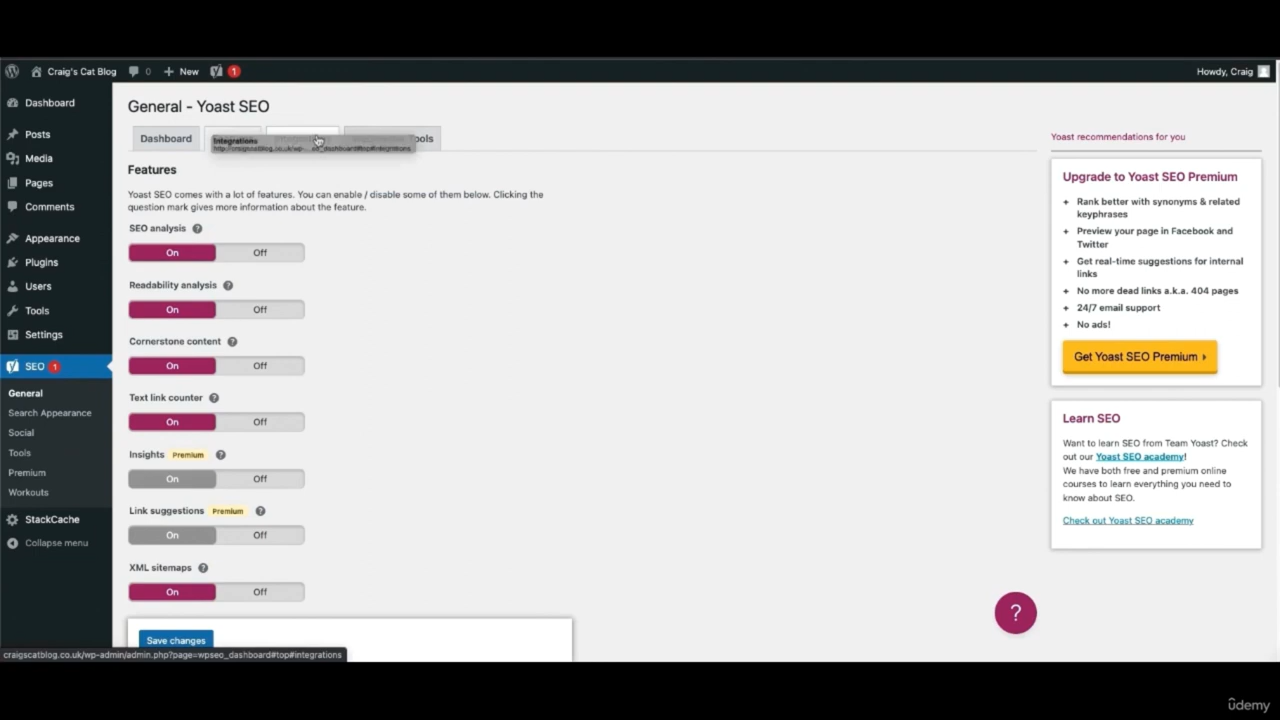 Craig's Cat Blog
0
New
1
Howdy, Craig
Dashboard
Posts
Media
Pages
Comments
Appearance
Plugins
Users
Tools
Settings
SEO 1
General
Search Appearance
Social
Tools
Premium
Workouts
StackCache
Collapse menu
General - Yoast SEO
Dashboard
Integrations
ools
Features
Yoast SEO comes with a lot of features. You can enable / disable some of them below. Clicking the
question mark gives more information about the feature.
SEO analysis ?
On Off
Readability analysis ?
On Off
Cornerstone content ?
On Off
Text link counter ?
On Off
Insights Premium ?
On Off
Link suggestions Premium ?
On Off
XML sitemaps ?
On Off
Save changes
craigscatblog.co.uk/wp-admin/admin.php?page=wpseo_dashboard#top#integrations
Yoast recommendations for you
Upgrade to Yoast SEO Premium
+ Rank better with synonyms & related
keyphrases
+ Preview your page in Facebook and
Twitter
+ Get real-time suggestions for internal
links
+ No more dead links a.k.a. 404 pages
+ 24/7 email support
+ No ads!
Get Yoast SEO Premium ›
Learn SEO
Want to learn SEO from Team Yoast? Check
out our Yoast SEO academy!
We have both free and premium online
courses to learn everything you need to
know about SEO.
Check out Yoast SEO academy
?
ûdemy